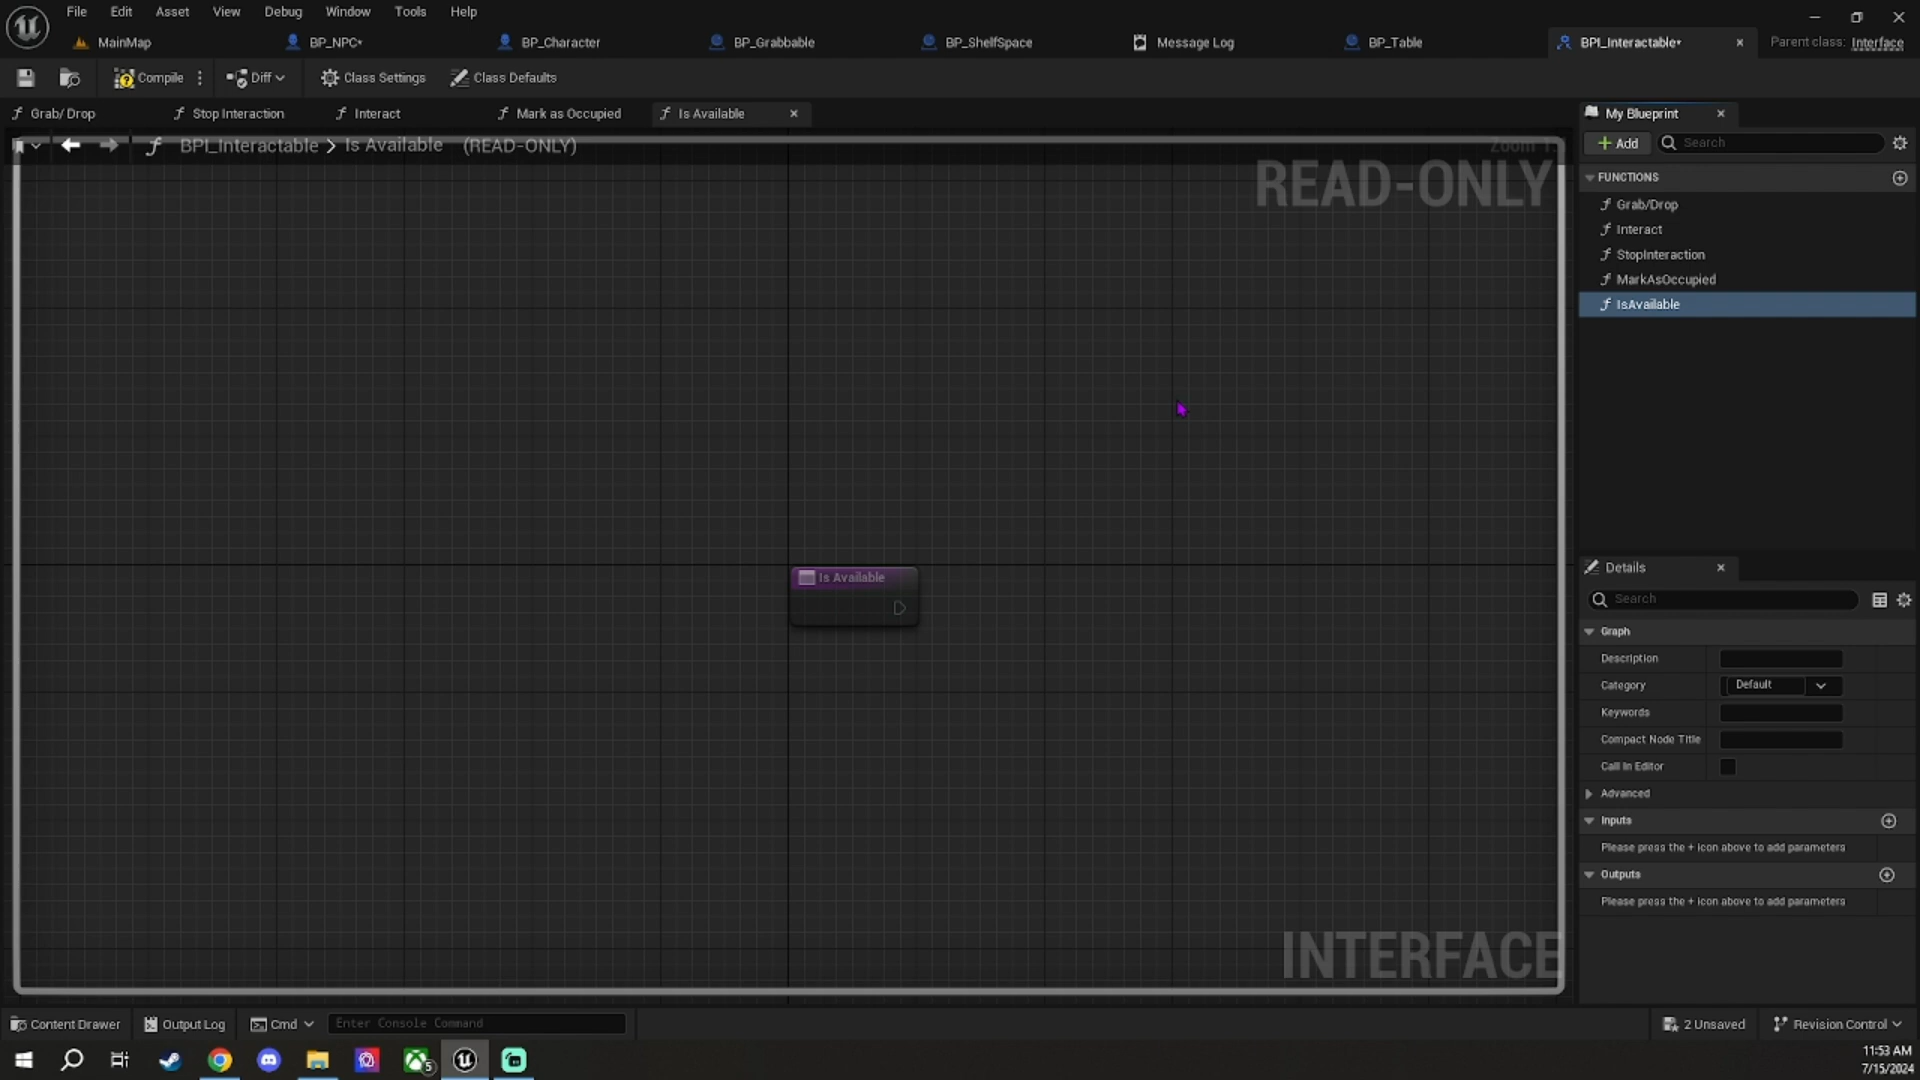 File Edit Asset View Debug Window Tools Help
MainMap BP_NPC* BP_Character BP_Grabbable BP_ShelfSpace Message Log BP_Table BPI_Interactable* Parent class: Interface
Compile Diff Class Settings Class Defaults
Grab/ Drop Stop Interaction Interact Mark as Occupied Is Available My Blueprint
BPI_Interactable > Is Available (READ-ONLY) Zoom 1: Add Search
READ-ONLY
FUNCTIONS
Grab/Drop
Interact
StopInteraction
MarkAsOccupied
IsAvailable
Is Available
Details
Search
Graph
Description
Category Default
Keywords
Compact Node Title
Call In Editor
Advanced
Inputs
Please press the + icon above to add parameters
Outputs
Please press the + icon above to add parameters
INTERFACE
Content Drawer Output Log Cmd Enter Console Command 2 Unsaved Revision Control
5
11:53 AM
7/15/2024